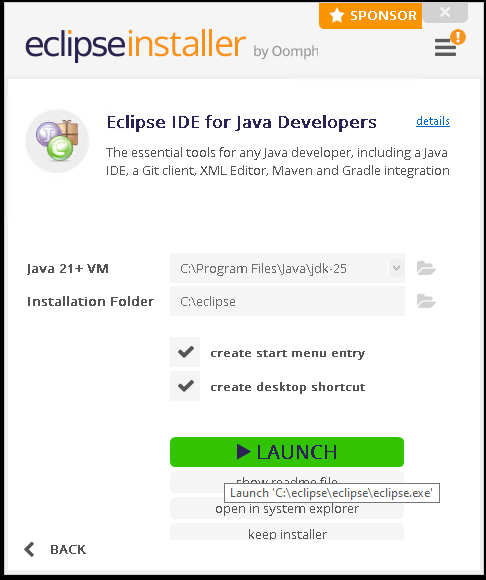 SPONSOR
eclipseinstaller by Oomph
Eclipse IDE for Java Developers
details
The essential tools for any Java developer, including a Java
IDE, a Git client, XML Editor, Maven and Gradle integration
Java 21+ VM
C:\Program Files\Java\jdk-25
Installation Folder
C:\eclipse
create start menu entry
create desktop shortcut
LAUNCH
show readme file
Launch 'C:\eclipse\eclipse\eclipse.exe'
open in system explorer
keep installer
BACK